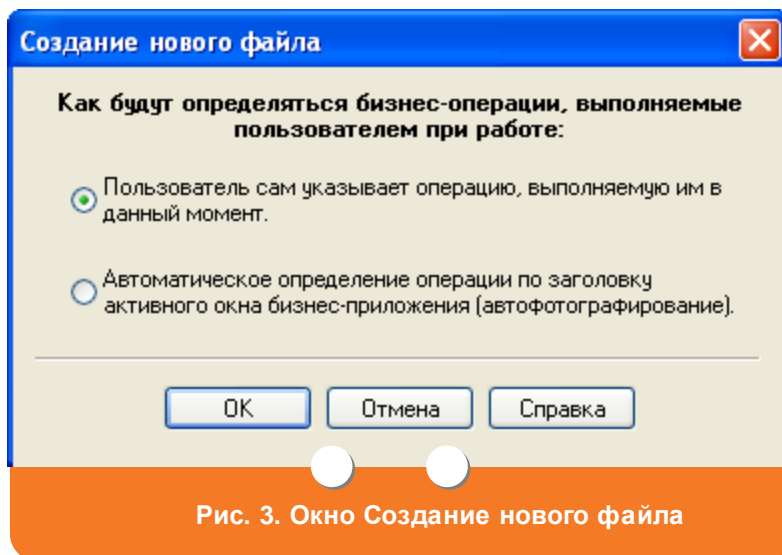 Создание нового файла
Как будут определяться бизнес-операции, выполняемые
пользователем при работе:
Пользователь сам указывает операцию, выполняемую им в
данный момент.
Автоматическое определение операции по заголовку
активного окна бизнес-приложения (автофотографирование).
OK
Отмена
Справка
Рис. 3. Окно Создание нового файла